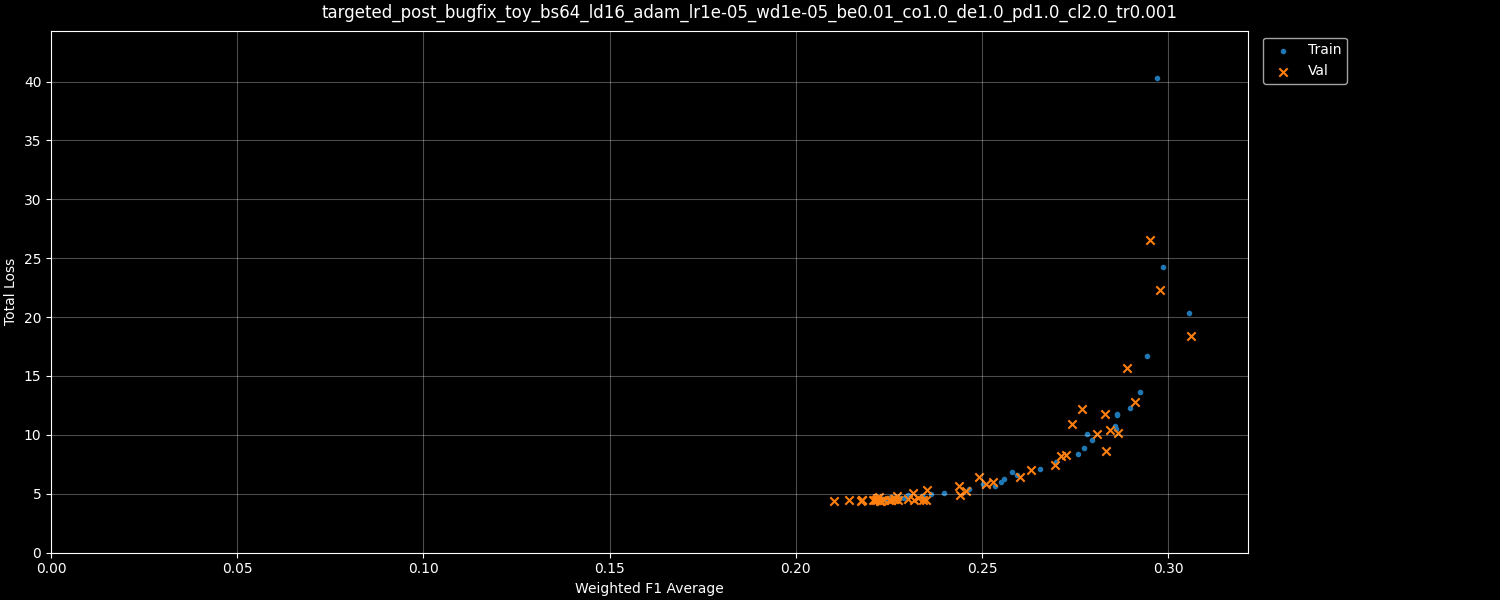 targeted_post_bugfix_toy_bs64_ld16_adam_lr1e-05_wd1e-05_be0.01_co1.0_de1.0_pd1.0_cl2.0_tr0.001
Train
Val
Total Loss
40
35
30
25
20
15
10
5
0
0.00 0.05 0.10 0.15 0.20 0.25 0.30
Weighted F1 Average